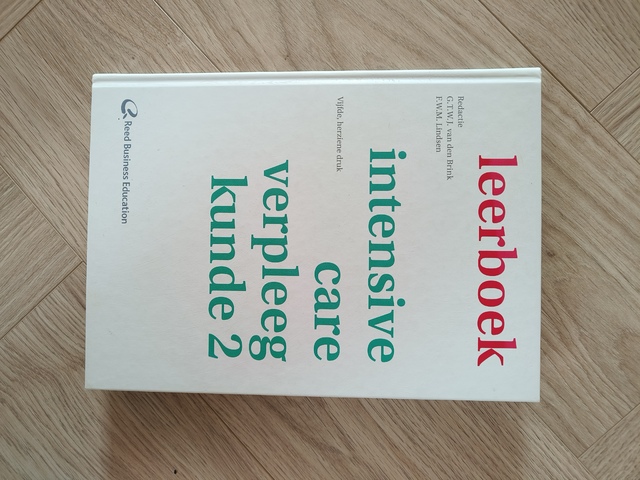 leerboek
Redactie
G.T.W.J. van den Brink
F.W.M. Lindsen
intensive
care
verpleeg
kunde 2
Vijfde, herziene druk
Reed Business Education